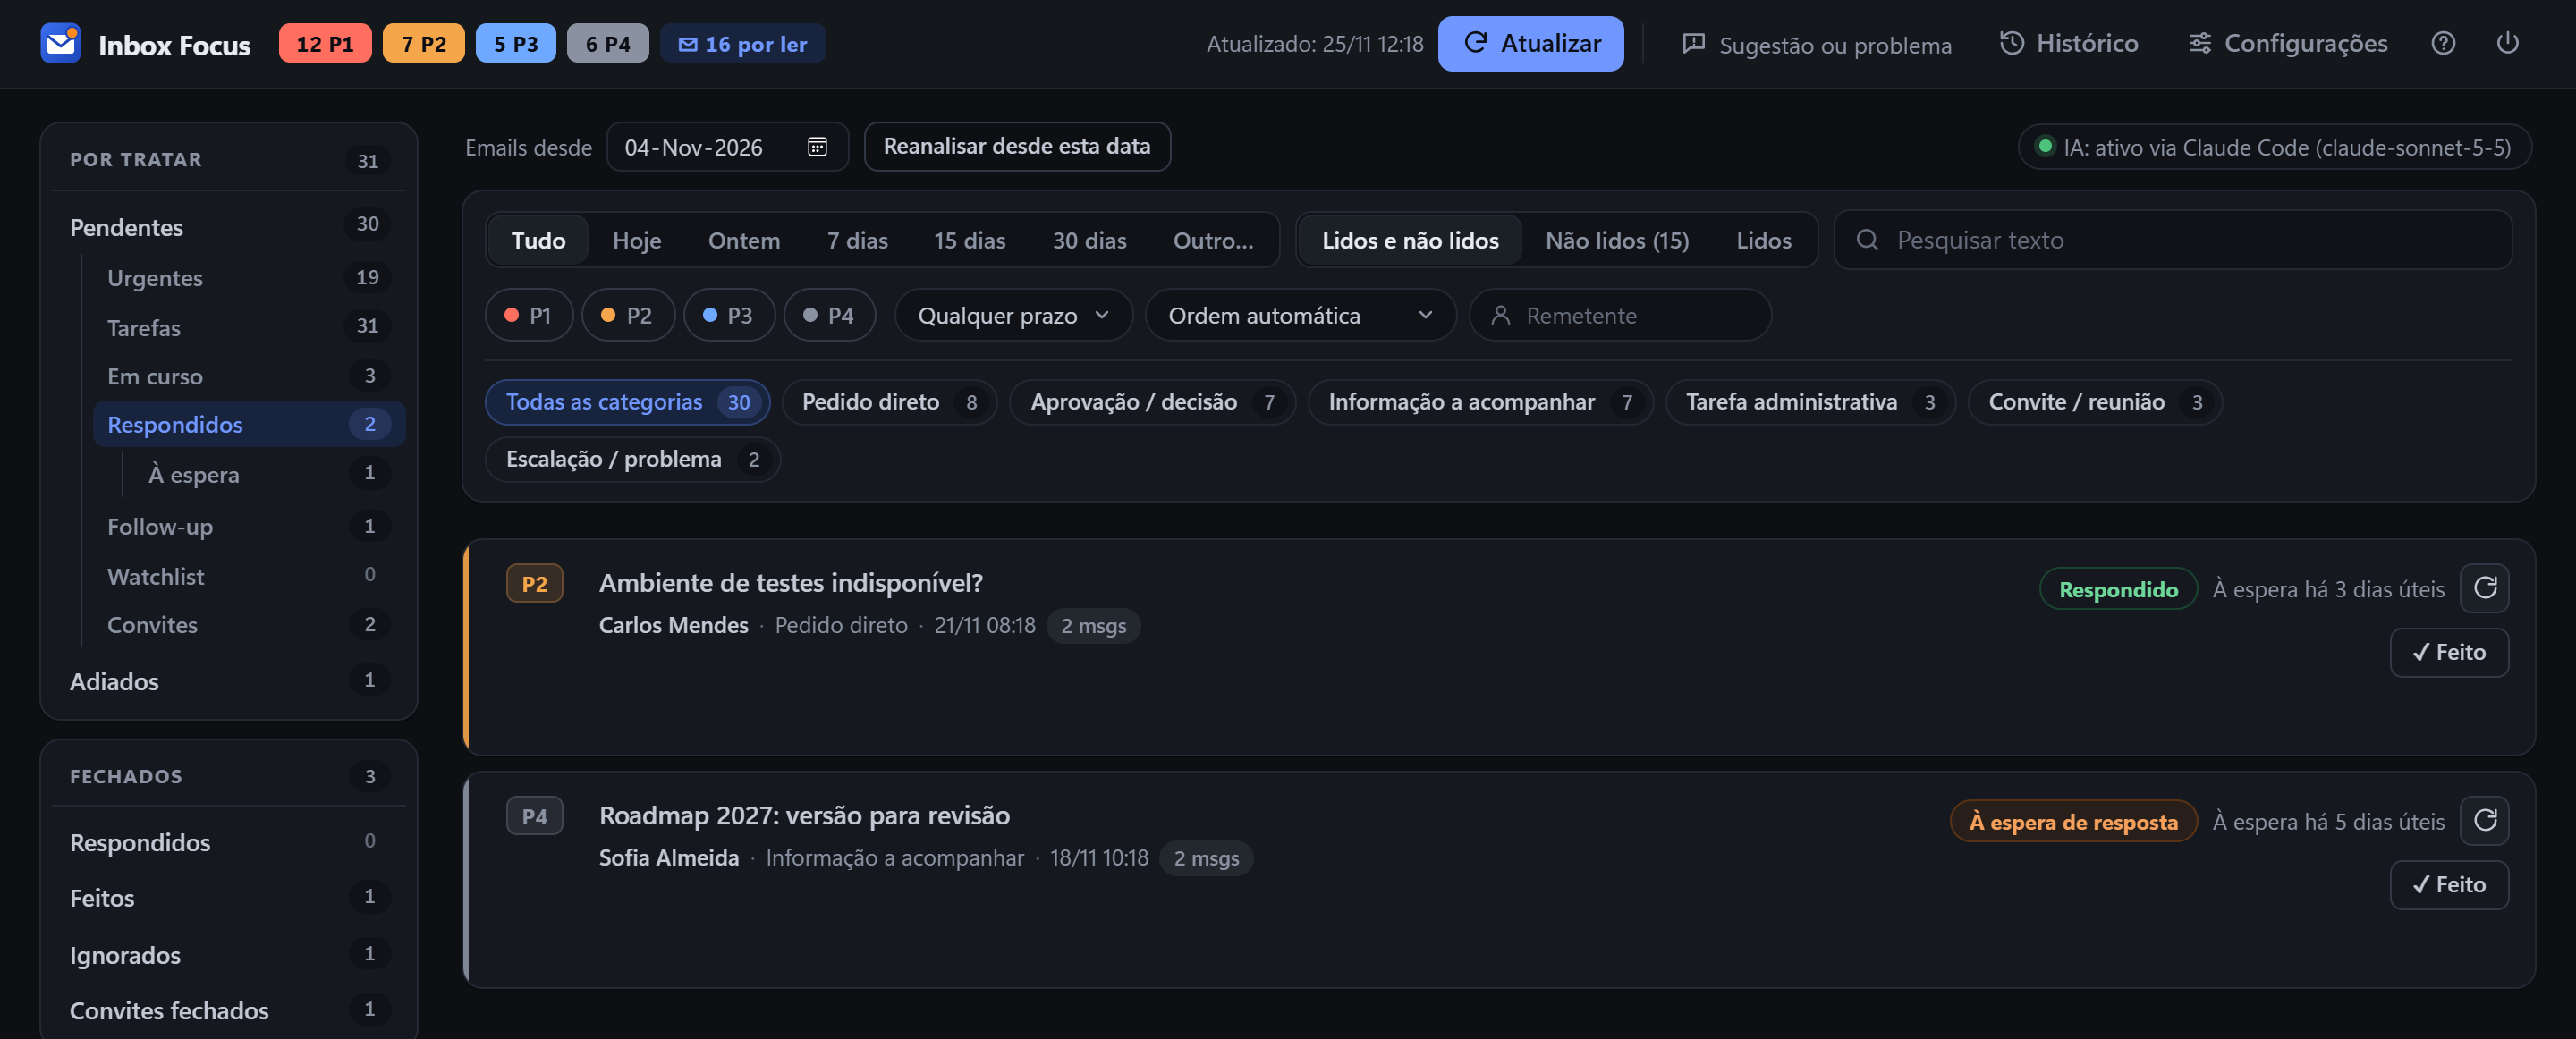 Inbox Focus 12 P1 7 P2 5 P3 6 P4 16 por ler Atualizado: 25/11 12:18 Atualizar Sugestão ou problema Histórico Configurações
POR TRATAR 31
Pendentes 30
Urgentes 19
Tarefas 31
Em curso 3
Respondidos 2
À espera 1
Follow-up 1
Watchlist 0
Convites 2
Adiados 1
FECHADOS 3
Respondidos 0
Feitos 1
Ignorados 1
Convites fechados 1
Emails desde 04-Nov-2026 Reanalisar desde esta data IA: ativo via Claude Code (claude-sonnet-5-5)
Tudo Hoje Ontem 7 dias 15 dias 30 dias Outro... Lidos e não lidos Não lidos (15) Lidos Pesquisar texto
P1 P2 P3 P4 Qualquer prazo Ordem automática Remetente
Todas as categorias 30 Pedido direto 8 Aprovação / decisão 7 Informação a acompanhar 7 Tarefa administrativa 3 Convite / reunião 3
Escalação / problema 2
P2 Ambiente de testes indisponível? Respondido À espera há 3 dias úteis
Carlos Mendes · Pedido direto · 21/11 08:18 2 msgs
✓ Feito
P4 Roadmap 2027: versão para revisão À espera de resposta À espera há 5 dias úteis
Sofia Almeida · Informação a acompanhar · 18/11 10:18 2 msgs
✓ Feito